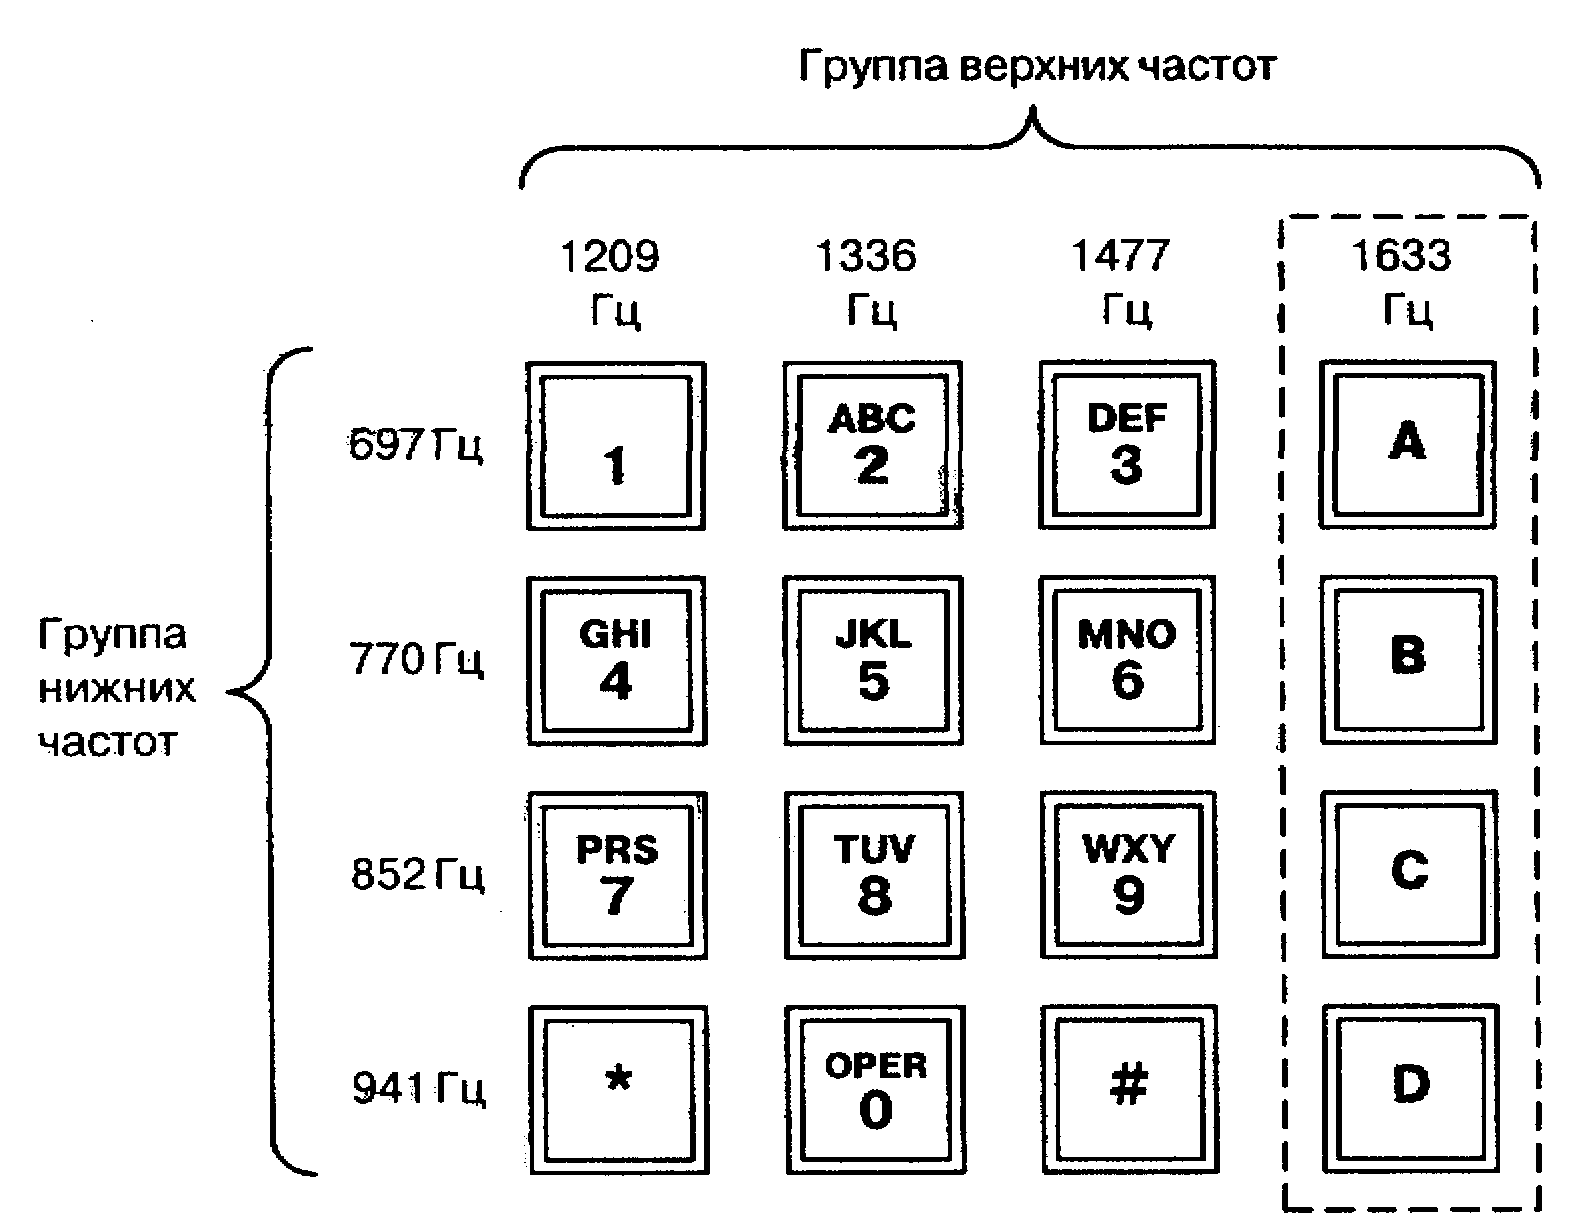 Группа верхних частот
1209 1336 1477 1633
Гц Гц Гц Гц
697 Гц
1
ABC
2
DEF
3
A
Группа
нижних
частот
770 Гц
GHI
4
JKL
5
MNO
6
B
852 Гц
PRS
7
TUV
8
WXY
9
C
941 Гц
*
OPER
0
#
D